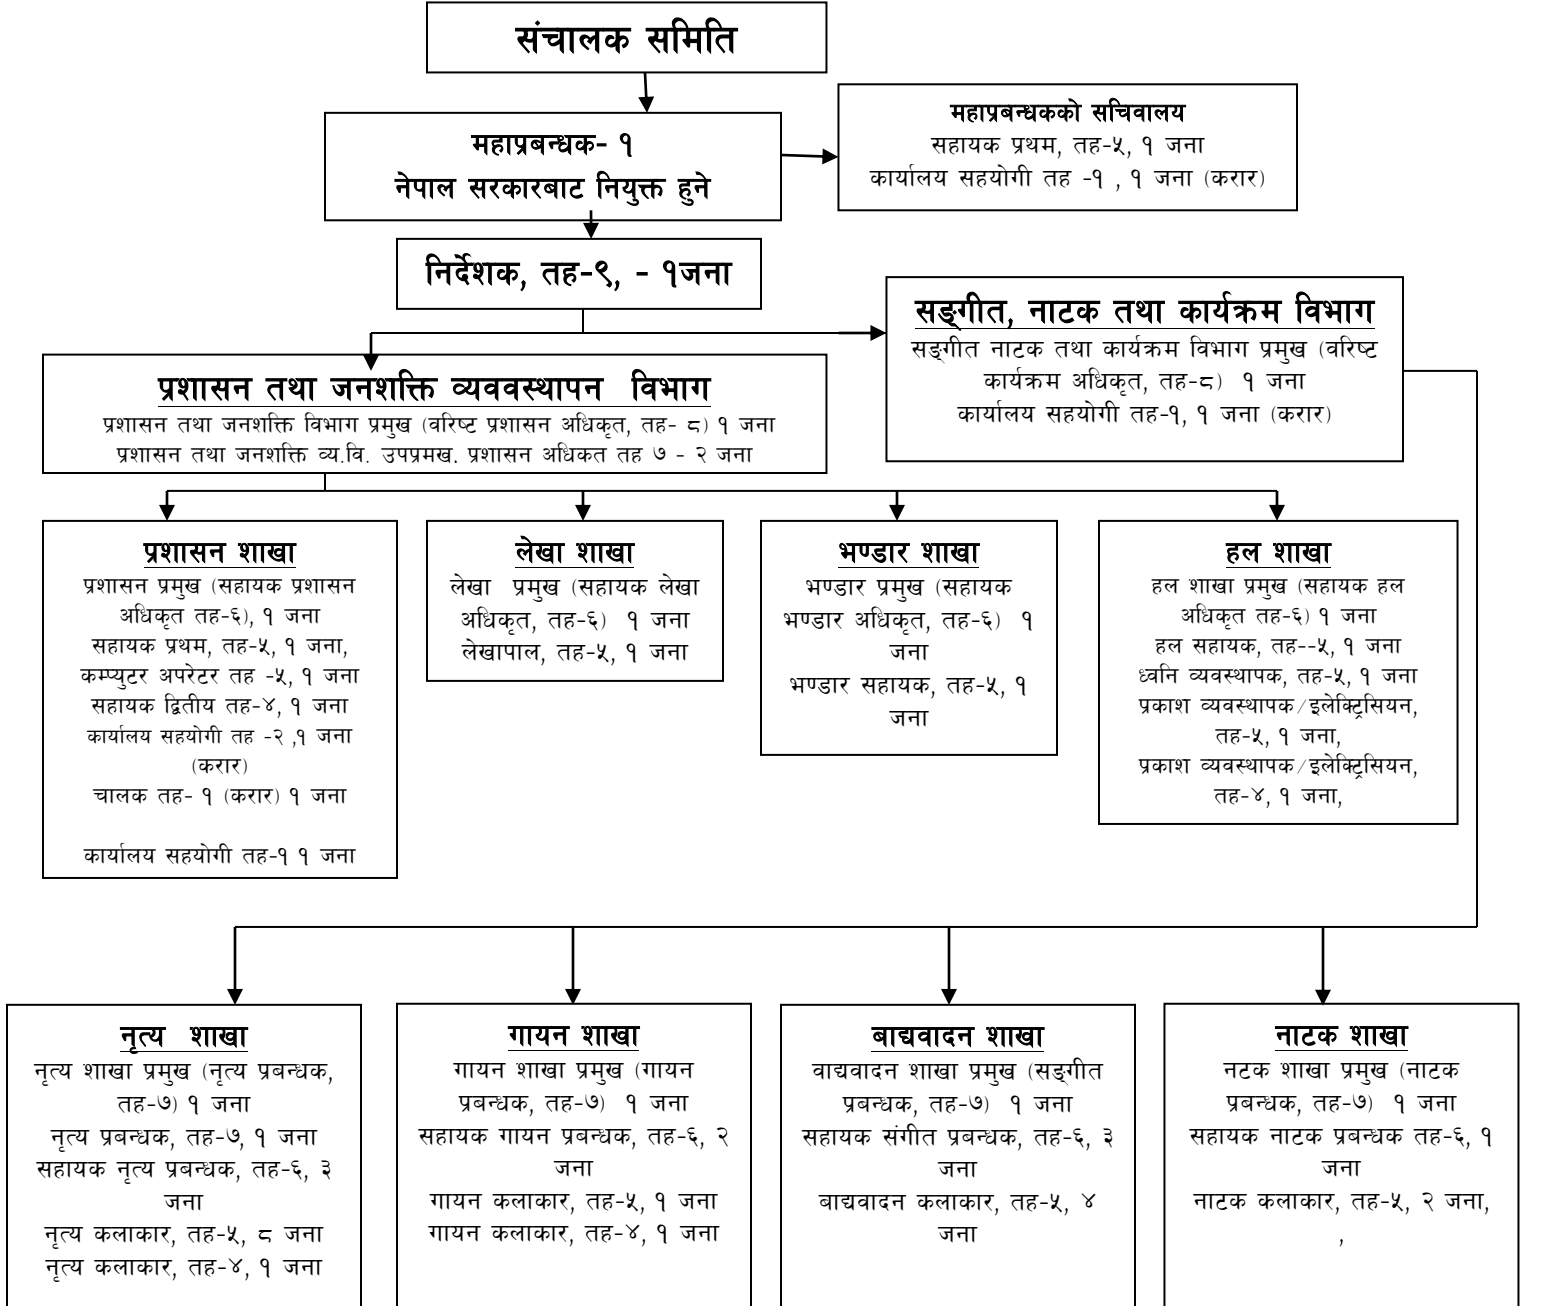 संचालक समिति
महाप्रबन्धकको सचिवालय
सहायक प्रथम, तह-५, १ जना
कार्यालय सहयोगी तह -१ , १ जना (करार)
महाप्रबन्धक- १
नेपाल सरकारबाट नियुक्त हुने
निर्देशक, तह-९, - १जना
सङ्गीत, नाटक तथा कार्यक्रम विभाग
सङ्गीत नाटक तथा कार्यक्रम विभाग प्रमुख (वरिष्ट
कार्यक्रम अधिकृत, तह-८) १ जना
कार्यालय सहयोगी तह-१, १ जना (करार)
प्रशासन तथा जनशक्ति व्यववस्थापन विभाग
प्रशासन तथा जनशक्ति विभाग प्रमुख (वरिष्ट प्रशासन अधिकृत, तह- ८) १ जना
प्रशासन तथा जनशक्ति व्य.वि. उपप्रमख. प्रशासन अधिकत तह ७ - २ जना
प्रशासन शाखा
प्रशासन प्रमुख (सहायक प्रशासन
अधिकृत तह-६), १ जना
सहायक प्रथम, तह-५, १ जना,
कम्प्युटर अपरेटर तह -५, १ जना
सहायक द्वितीय तह-४, १ जना
कार्यालय सहयोगी तह -२ ,१ जना
(करार)
चालक तह- १ (करार) १ जना
कार्यालय सहयोगी तह-१ १ जना
लेखा शाखा
लेखा प्रमुख (सहायक लेखा
अधिकृत, तह-६) १ जना
लेखापाल, तह-५, १ जना
भण्डार शाखा
भण्डार प्रमुख (सहायक
भण्डार अधिकृत, तह-६) १
जना
भण्डार सहायक, तह-५, १
जना
हल शाखा
हल शाखा प्रमुख (सहायक हल
अधिकृत तह-६) १ जना
हल सहायक, तह--५, १ जना
ध्वनि व्यवस्थापक, तह-५, १ जना
प्रकाश व्यवस्थापक/इलेक्ट्रिसियन,
तह-५, १ जना,
प्रकाश व्यवस्थापक/इलेक्ट्रिसियन,
तह-४, १ जना,
नृत्य शाखा
नृत्य शाखा प्रमुख (नृत्य प्रबन्धक,
तह-७) १ जना
नृत्य प्रबन्धक, तह-७, १ जना
सहायक नृत्य प्रबन्धक, तह-६, ३
जना
नृत्य कलाकार, तह-५, ८ जना
नृत्य कलाकार, तह-४, १ जना
गायन शाखा
गायन शाखा प्रमुख (गायन
प्रबन्धक, तह-७) १ जना
सहायक गायन प्रबन्धक, तह-६, २
जना
गायन कलाकार, तह-५, १ जना
गायन कलाकार, तह-४, १ जना
बाद्यवादन शाखा
वाद्यवादन शाखा प्रमुख (सङ्गीत
प्रबन्धक, तह-७) १ जना
सहायक संगीत प्रबन्धक, तह-६, ३
जना
बाद्यवादन कलाकार, तह-५, ४
जना
नाटक शाखा
नटक शाखा प्रमुख (नाटक
प्रबन्धक, तह-७) १ जना
सहायक नाटक प्रबन्धक तह-६, १
जना
नाटक कलाकार, तह-५, २ जना,
,